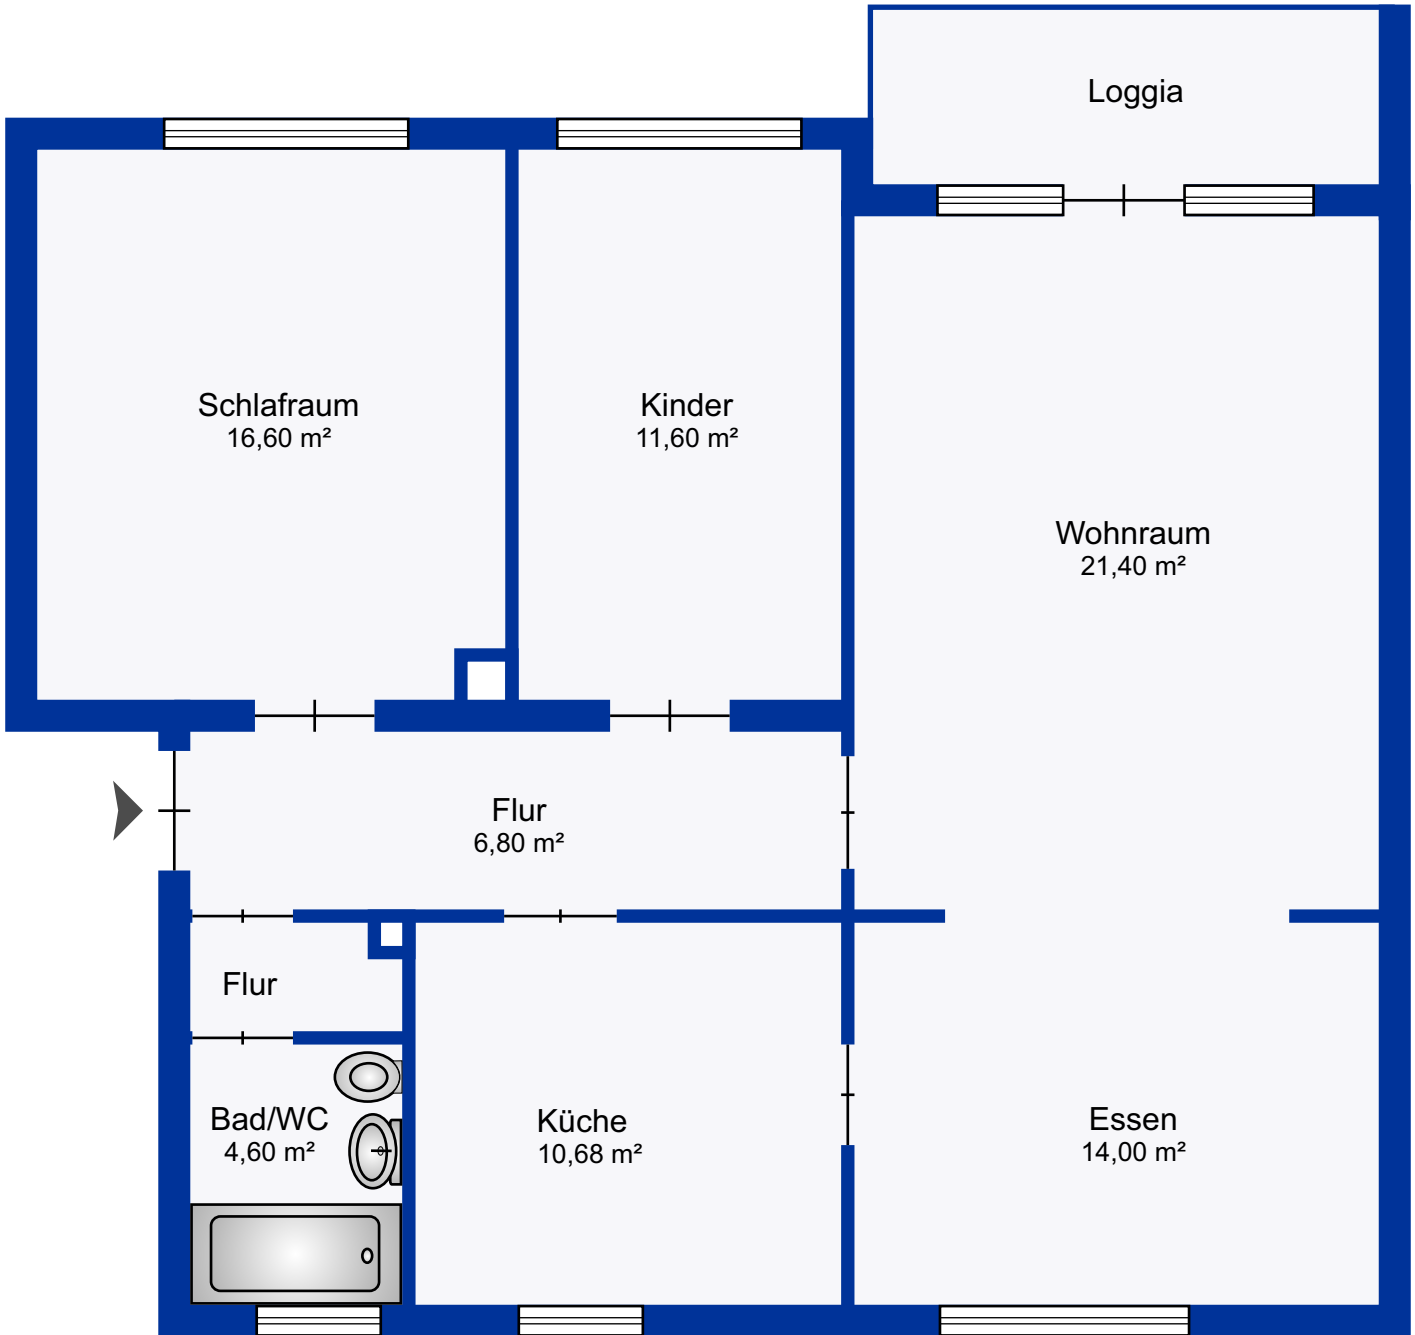 Loggia
Schlafraum
16,60 m²
Kinder
11,60 m²
Wohnraum
21,40 m²
Flur
6,80 m²
Flur
Bad/WC
4,60 m²
Küche
10,68 m²
Essen
14,00 m²